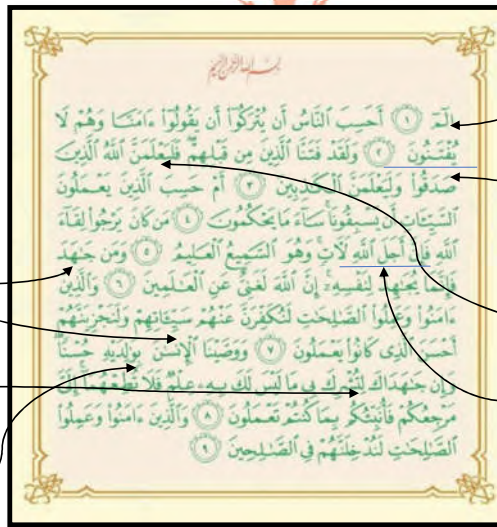 بسم الله الرحمن الرحيم
الٓمٓ ١ أَحَسِبَ ٱلنَّاسُ أَن يُتْرَكُوٓا۟ أَن يَقُولُوٓا۟ ءَامَنَّا وَهُمْ لَا
يُفْتَنُونَ ٢ وَلَقَدْ فَتَنَّا ٱلَّذِينَ مِن قَبْلِهِمْ فَلَيَعْلَمَنَّ ٱللَّهُ ٱلَّذِينَ
صَدَقُوا۟ وَلَيَعْلَمَنَّ ٱلْكَٰذِبِينَ ٣ أَمْ حَسِبَ ٱلَّذِينَ يَعْمَلُونَ
ٱلسَّيِّـَٔاتِ أَن يَسْبِقُونَا سَآءَ مَا يَحْكُمُونَ ٤ مَن كَانَ يَرْجُوا۟ لِقَآءَ
ٱللَّهِ فَإِنَّ أَجَلَ ٱللَّهِ لَءَاتٍ وَهُوَ ٱلسَّمِيعُ ٱلْعَلِيمُ ٥ وَمَن جَٰهَدَ
فَإِنَّمَا يُجَٰهِدُ لِنَفْسِهِۦٓ إِنَّ ٱللَّهَ لَغَنِىٌّ عَنِ ٱلْعَٰلَمِينَ ٦ وَٱلَّذِينَ
ءَامَنُوا۟ وَعَمِلُوا۟ ٱلصَّٰلِحَٰتِ لَنُكَفِّرَنَّ عَنْهُمْ سَيِّـَٔاتِهِمْ وَلَنَجْزِيَنَّهُمْ
أَحْسَنَ ٱلَّذِى كَانُوا۟ يَعْمَلُونَ ٧ وَوَصَّيْنَا ٱلْإِنسَٰنَ بِوَٰلِدَيْهِ حُسْنًا
وَإِن جَٰهَدَاكَ لِتُشْرِكَ بِى مَا لَيْسَ لَكَ بِهِۦ عِلْمٌ فَلَا تُطِعْهُمَآ إِلَىَّ
مَرْجِعُكُمْ فَأُنَبِّئُكُم بِمَا كُنتُمْ تَعْمَلُونَ ٨ وَٱلَّذِينَ ءَامَنُوا۟ وَعَمِلُوا۟
ٱلصَّٰلِحَٰتِ لَنُدْخِلَنَّهُمْ فِى ٱلصَّٰلِحِينَ ٩